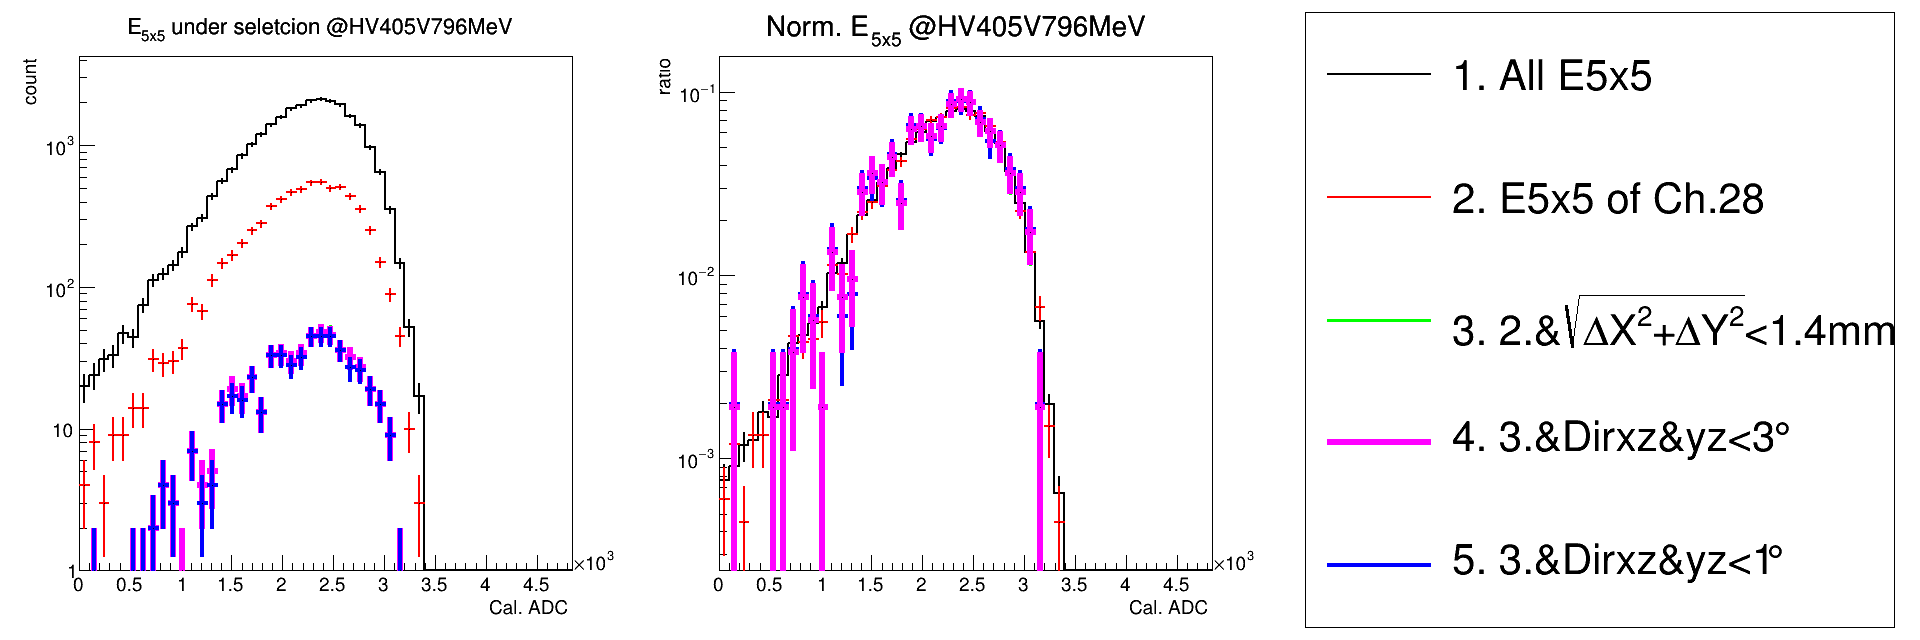 E5x5 under seletcion @HV405V796MeV
count
10^3
10^2
10
1
0 0.5 1 1.5 2 2.5 3 3.5 4 4.5 ×10^3
Cal. ADC
Norm. E5x5 @HV405V796MeV
ratio
10^−1
10^−2
10^−3
0 0.5 1 1.5 2 2.5 3 3.5 4 4.5 ×10^3
Cal. ADC
1. All E5x5
2. E5x5 of Ch.28
3. 2.&√ΔX^2+ΔY^2<1.4mm
4. 3.&Dirxz&yz<3°
5. 3.&Dirxz&yz<1°